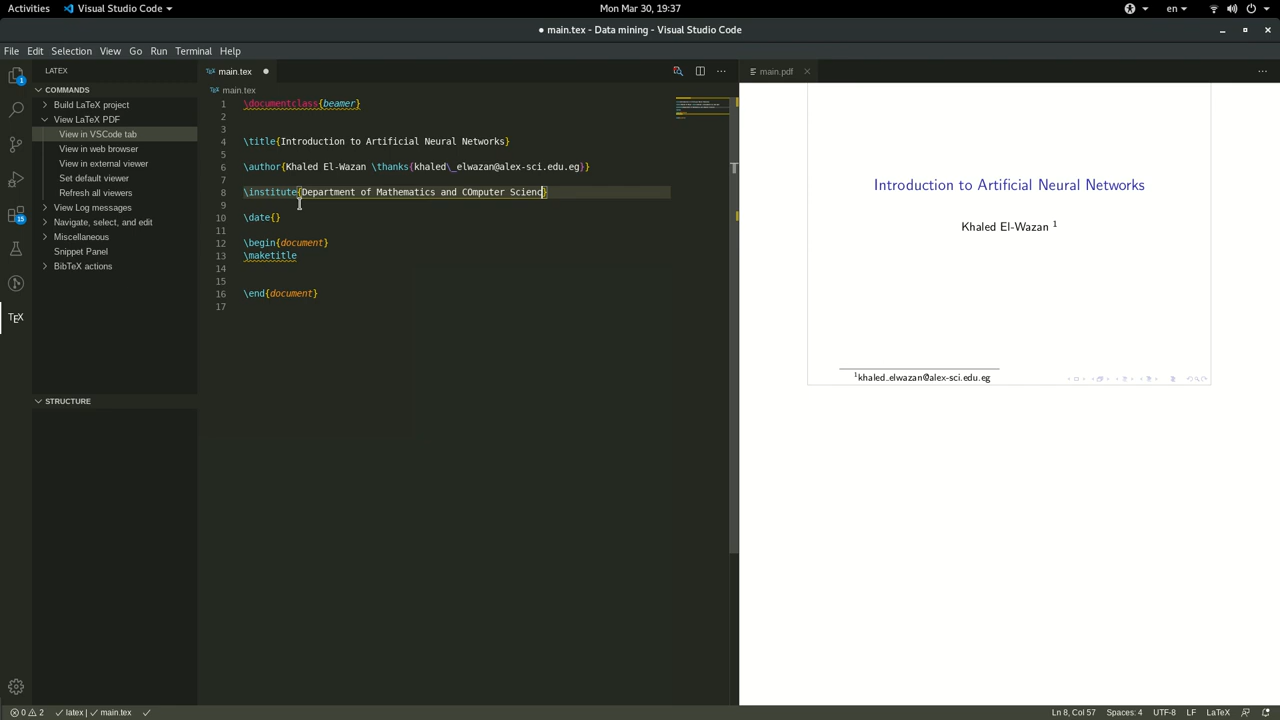 Activities Visual Studio Code Mon Mar 30, 19:37 en
● main.tex - Data mining - Visual Studio Code
File Edit Selection View Go Run Terminal Help
LATEX main.tex main.pdf
COMMANDS main.tex
Build LaTeX project
View LaTeX PDF
View in VSCode tab
View in web browser
View in external viewer
Set default viewer
Refresh all viewers
View Log messages
Navigate, select, and edit
Miscellaneous
Snippet Panel
BibTeX actions
STRUCTURE
TEX
1
15
1 \documentclass{beamer}
2
3
4 \title{Introduction to Artificial Neural Networks}
5
6 \author{Khaled El-Wazan \thanks{khaled\_elwazan@alex-sci.edu.eg}}
7
8 \institute{Department of Mathematics and COmputer Scienc}
9
10 \date{}
11
12 \begin{document}
13 \maketitle
14
15
16 \end{document}
17
Introduction to Artificial Neural Networks
Khaled El-Wazan 1
1khaled_elwazan@alex-sci.edu.eg
0 2 latex | main.tex Ln 8, Col 57 Spaces: 4 UTF-8 LF LaTeX